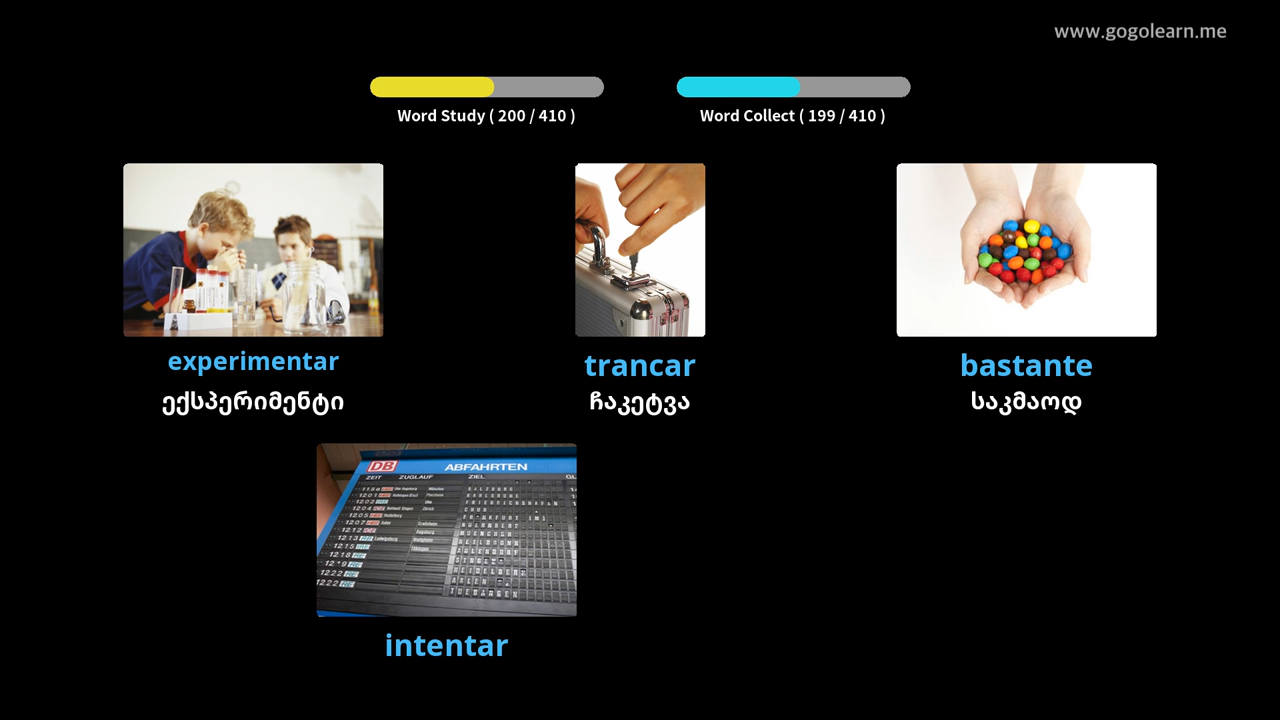 www.gogolearn.me
Word Study ( 200 / 410 )
Word Collect ( 199 / 410 )
experimentar
trancar
bastante
ექსპერიმენტი
ჩაკეტვა
საკმაოდ
DB ABFAHRTEN
ZEIT ZUGLAUF ZIEL
intentar